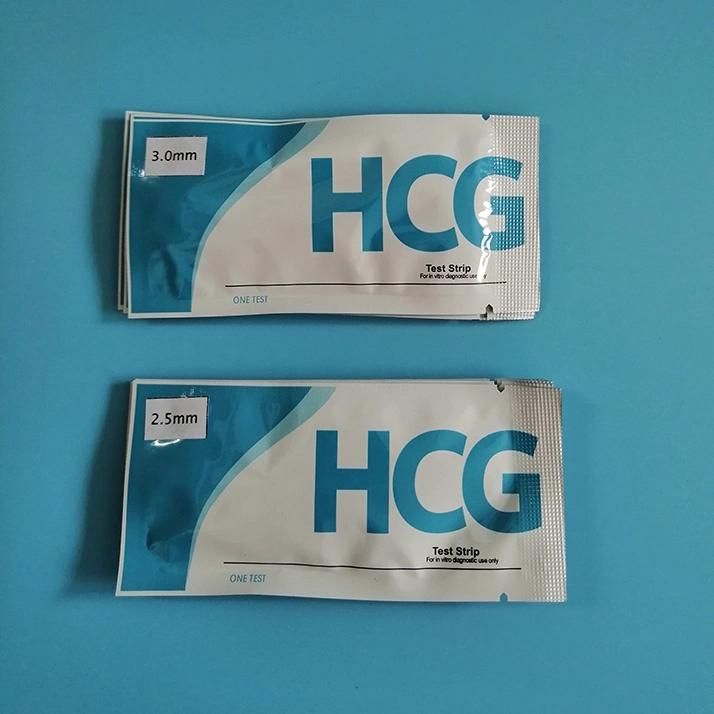 3.0mm
HCG
Test Strip
For in vitro diagnostic use only
ONE TEST
2.5mm
HCG
Test Strip
For in vitro diagnostic use only
ONE TEST